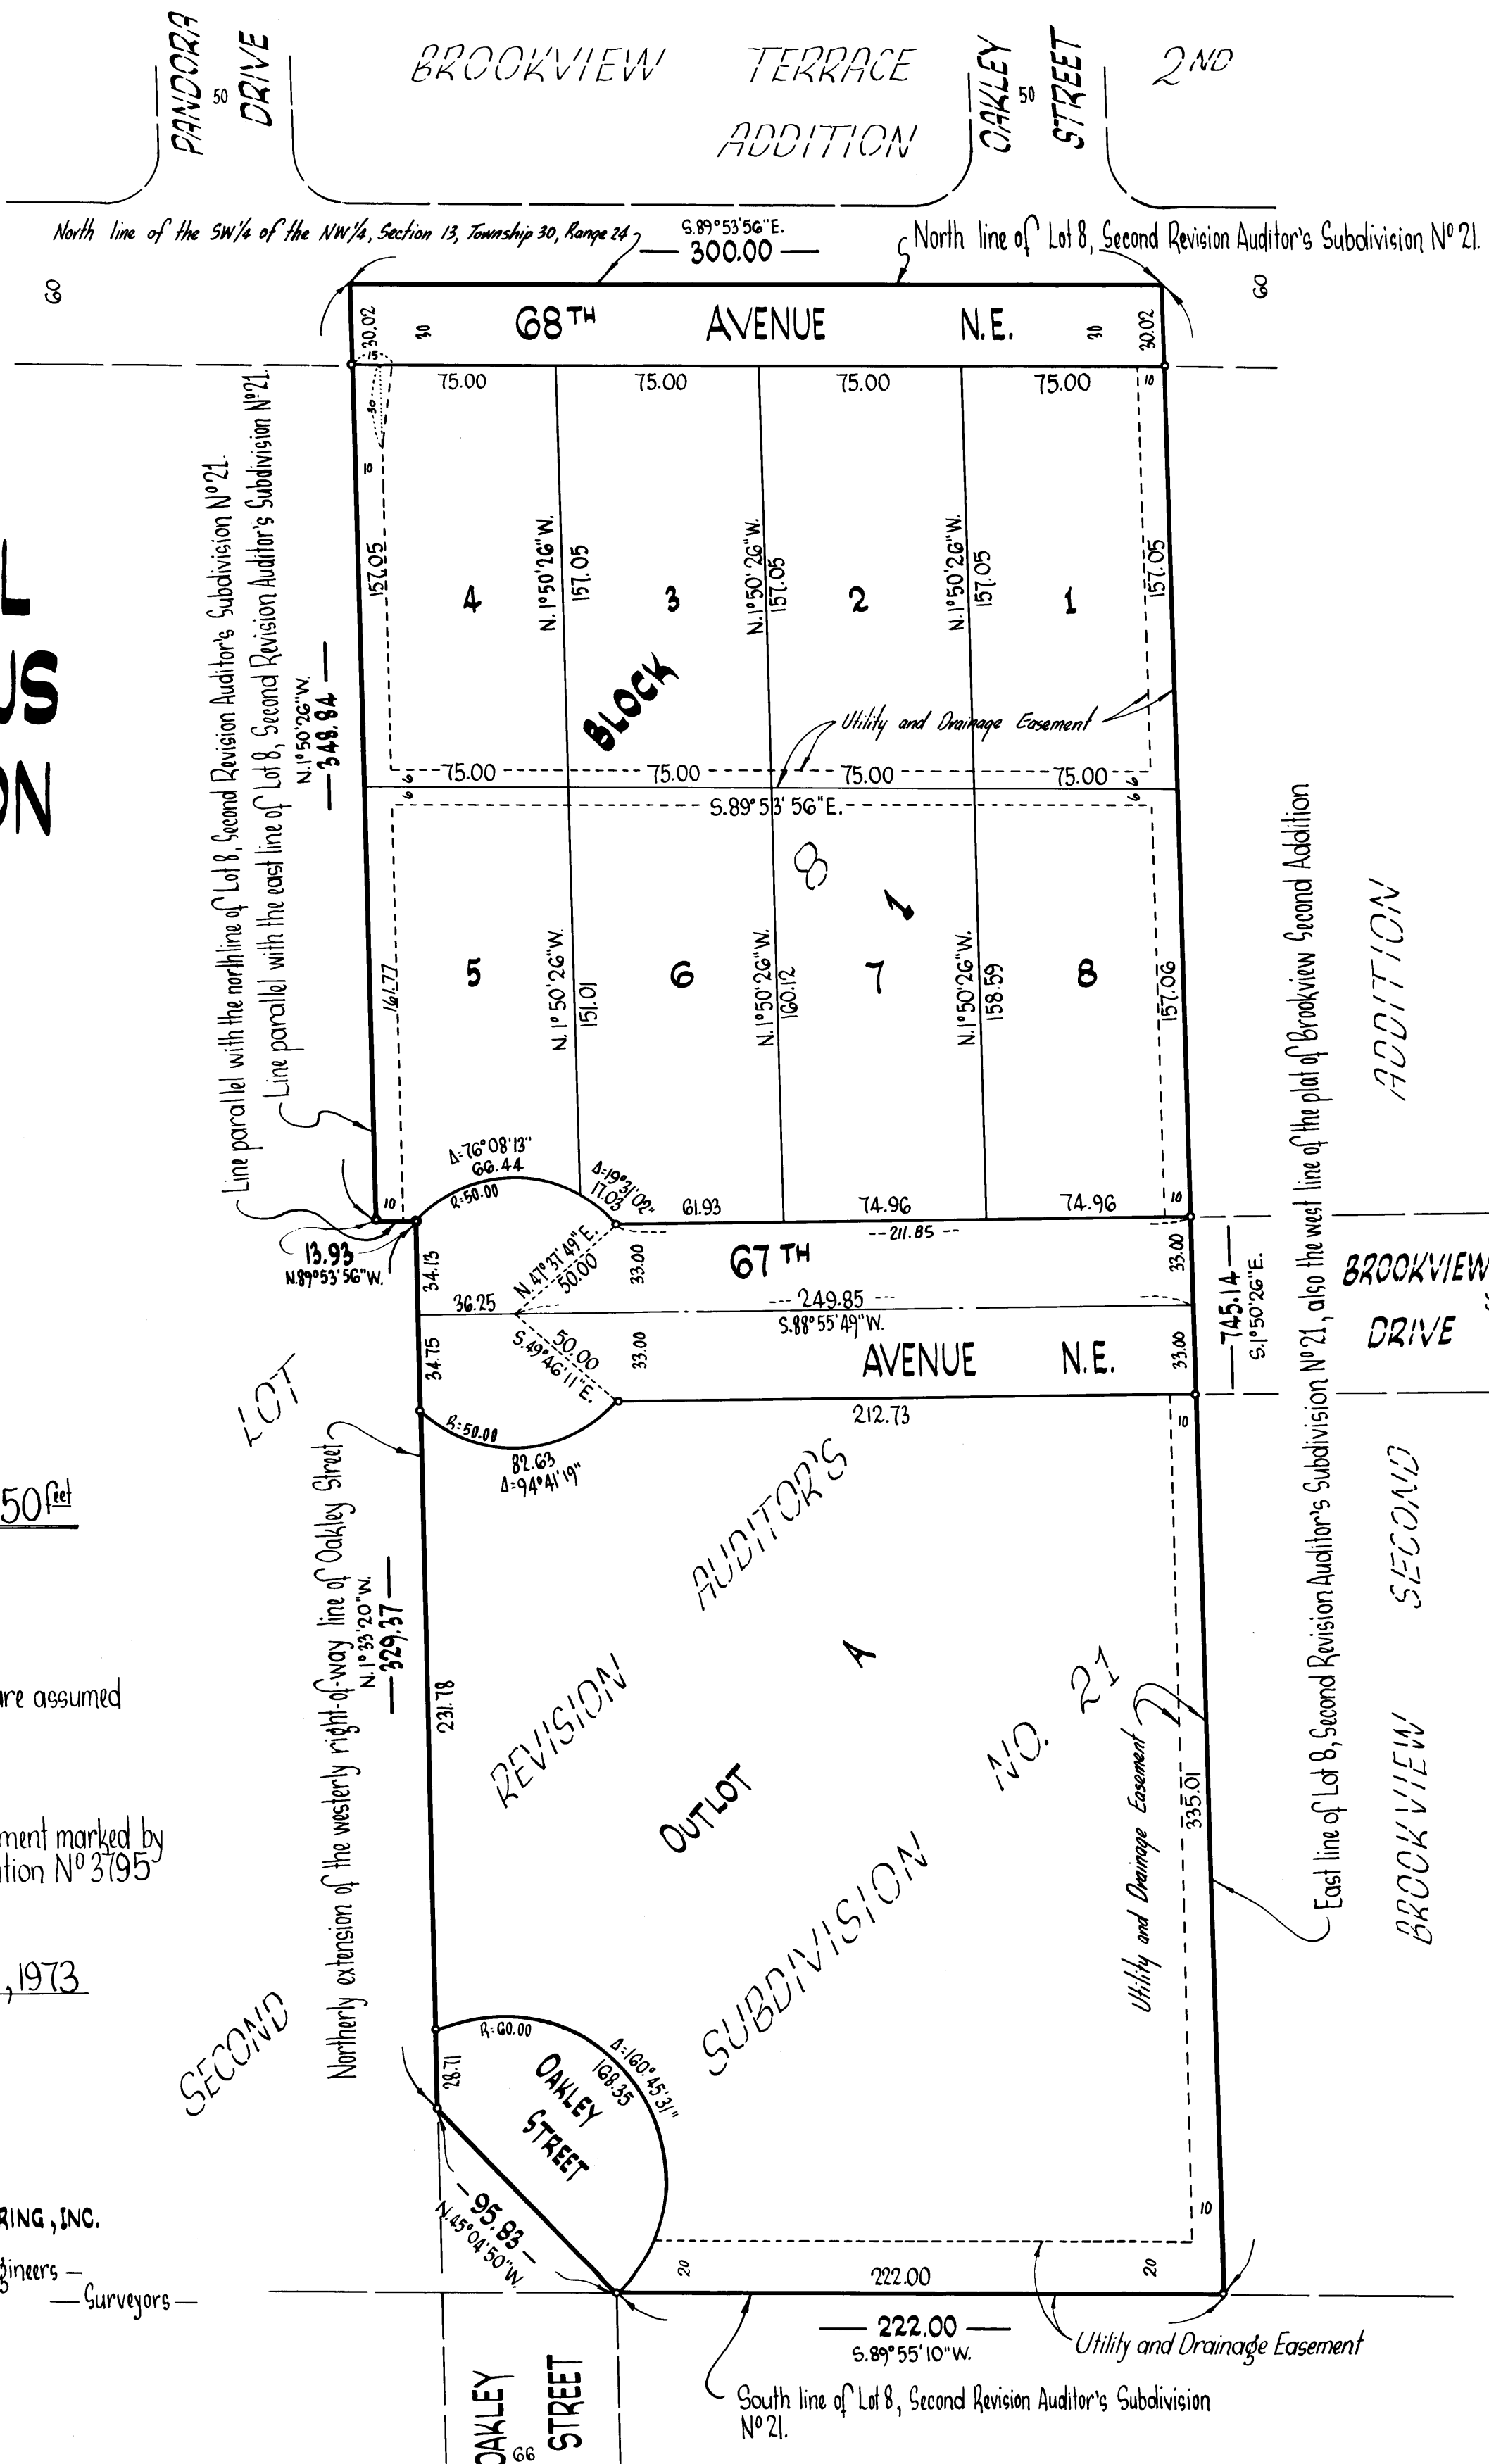 PANDORA
50
DRIVE
BROOKVIEW TERRACE
ADDITION
OAKLEY
50
STREET
2ND
North line of the SW¼ of the NW¼, Section 13, Township 30, Range 24
S.89°53'56"E.
300.00
North line of Lot 8, Second Revision Auditor's Subdivision Nº 21.
60
60
30.02
30
68TH AVENUE N.E.
30
30.02
15
75.00
75.00
75.00
75.00
10
30
10
157.05
N.1°50'26"W.
157.05
N.1°50'26"W.
157.05
N.1°50'26"W.
157.05
157.05
4
3
2
1
BLOCK
Utility and Drainage Easement
75.00
75.00
75.00
75.00
6
6
6
6
S.89°53'56"E.
8
1
Line parallel with the north line of Lot 8, Second Revision Auditor's Subdivision Nº 21.
Line parallel with the east line of Lot 8, Second Revision Auditor's Subdivision Nº 21.
N.1°50'26"W.
348.84
L
US
ON
161.77
5
N.1°50'26"W.
151.01
6
N.1°50'26"W.
160.12
7
N.1°50'26"W.
158.59
8
157.06
10
Δ=76°08'13"
66.44
R=50.00
Δ=19°31'02"
17.03
61.93
74.96
74.96
10
211.85
13.93
N.89°53'56"W.
34.13
N.47°37'49"E.
50.00
33.00
67TH
33.00
36.25
249.85
S.88°55'49"W.
34.75
50.00
S.49°46'11"E.
33.00
AVENUE N.E.
33.00
745.14
S.1°50'26"E.
BROOKVIEW
DRIVE
R=50.00
82.63
Δ=94°41'19"
212.73
10
LOT
East line of Lot 8, Second Revision Auditor's Subdivision Nº 21, also the west line of the plat of Brookview Second Addition
ADDITION
SECOND
BROOKVIEW
50 feet
are assumed
ment marked by
tion Nº 3795
, 1973
RING, INC.
gineers —
— Surveyors —
Northerly extension of the westerly right-of-way line of Oakley Street
N.1°33'20"W.
329.37
231.78
AUDITOR'S
REVISION
A
OUTLOT
NO. 21
SUBDIVISION
SECOND
Utility and Drainage Easement
335.01
28.71
R=60.00
Δ=160°45'31"
168.35
OAKLEY
STREET
95.83
N.45°04'50"W.
10
20
222.00
20
222.00
S.89°55'10"W.
Utility and Drainage Easement
South line of Lot 8, Second Revision Auditor's Subdivision
Nº 21.
OAKLEY
66
STREET